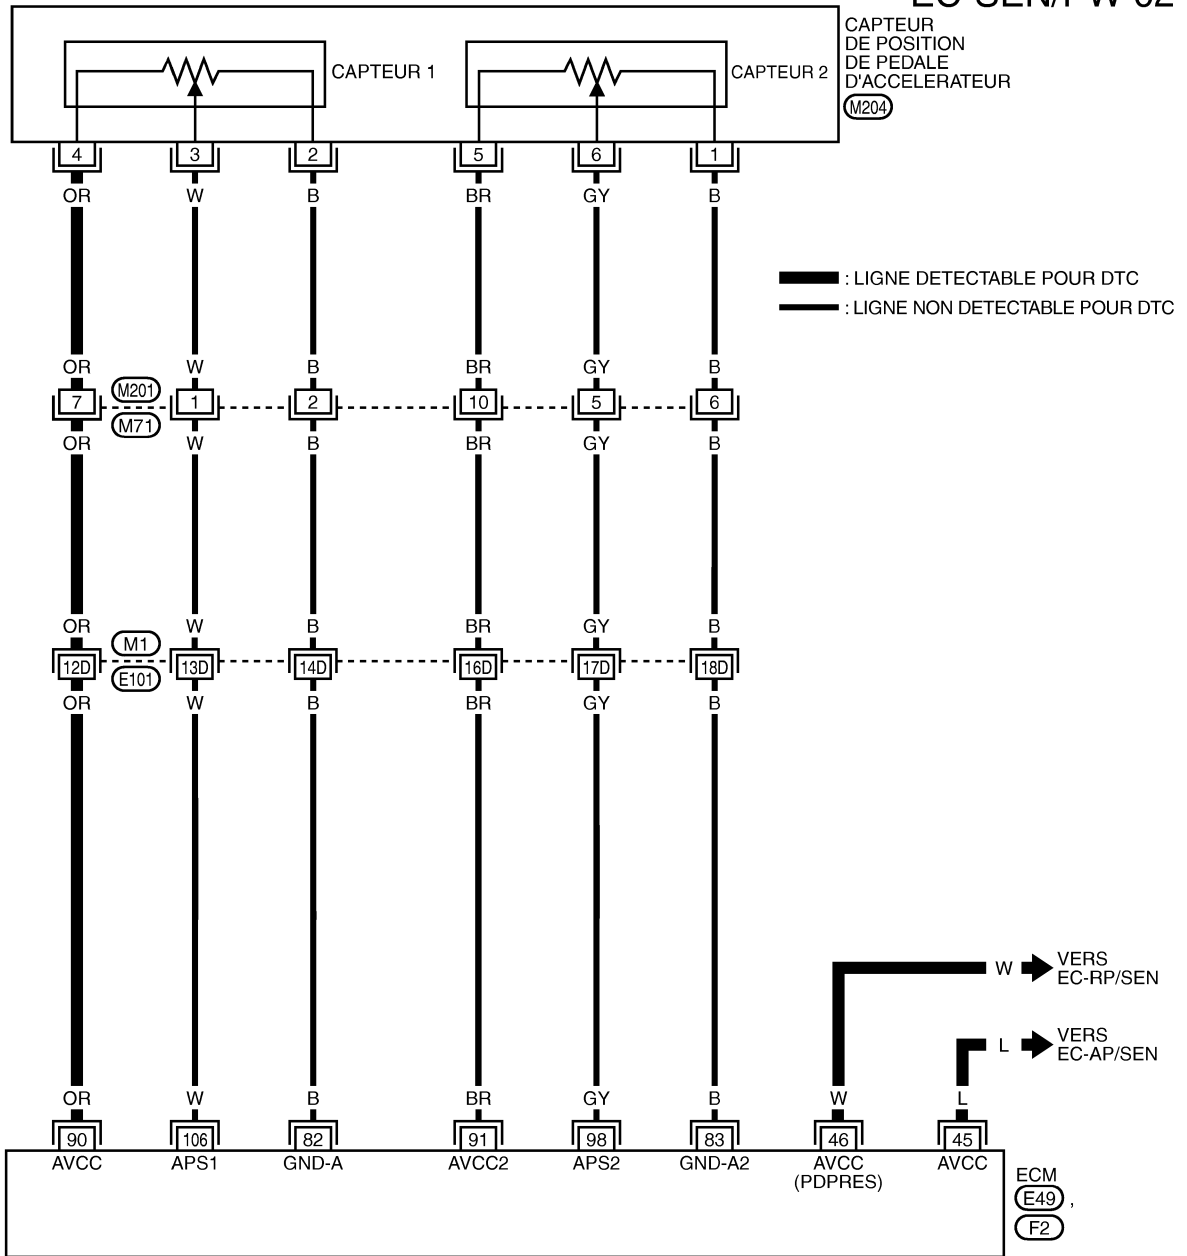 CAPTEUR
DE POSITION
DE PEDALE
D'ACCELERATEUR
M204
CAPTEUR 1
CAPTEUR 2
4 3 2 5 6 1
OR W B BR GY B
: LIGNE DETECTABLE POUR DTC
: LIGNE NON DETECTABLE POUR DTC
OR W B BR GY B
M201
7 1 2 10 5 6
M71
OR W B BR GY B
OR W B BR GY B
M1
12D 13D 14D 16D 17D 18D
E101
OR W B BR GY B
W VERS
EC-RP/SEN
L VERS
EC-AP/SEN
OR W B BR GY B W L
90 106 82 91 98 83 46 45
AVCC APS1 GND-A AVCC2 APS2 GND-A2 AVCC AVCC
(PDPRES)
ECM
E49 ,
F2